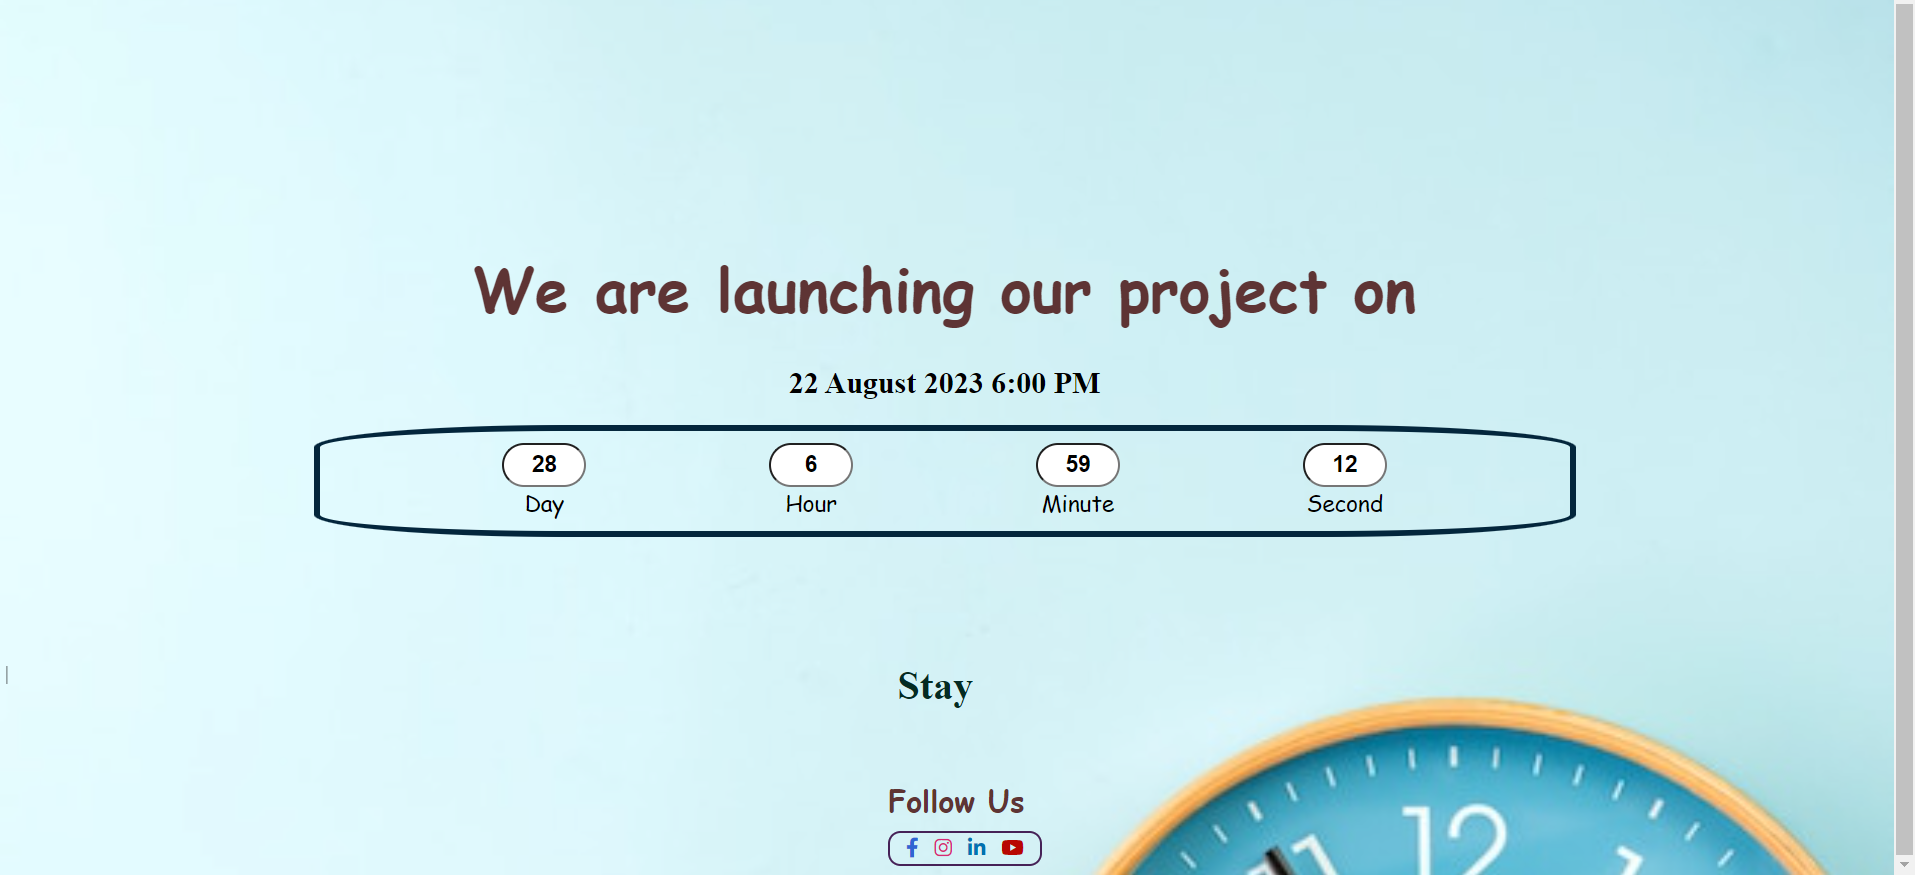 We are launching our project on
22 August 2023 6:00 PM
28 6 59 12
Day Hour Minute Second
Stay
Follow Us
12